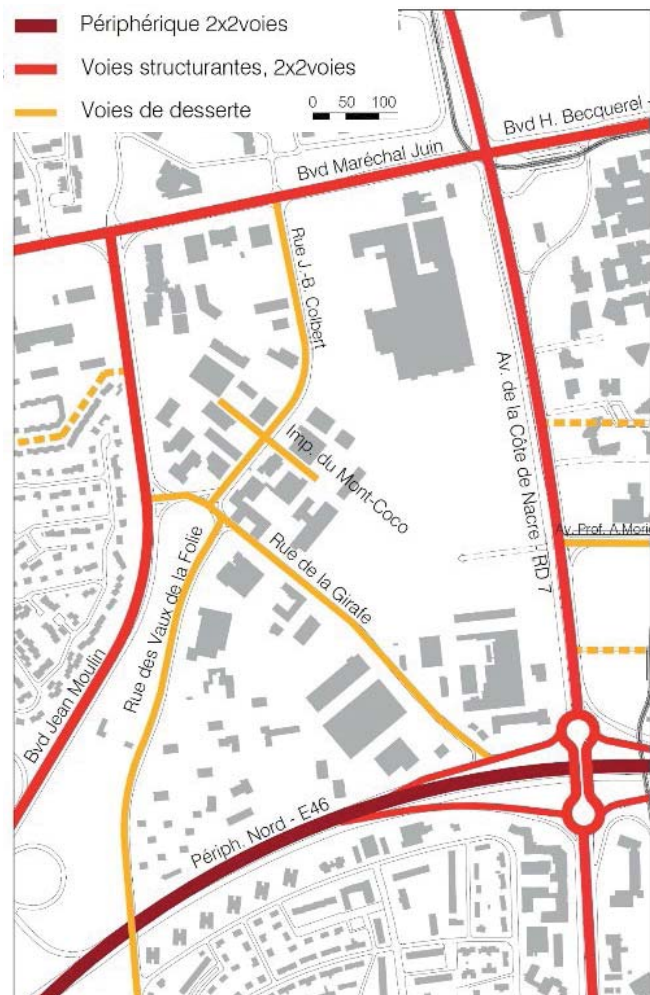 Périphérique 2x2voies
Voies structurantes, 2x2voies
Voies de desserte
0 50 100
Bvd H. Becquerel -
Bvd Maréchal Juin
Rue J.-B. Colbert
Imp. du Mont-Coco
Av. de la Côte de Nacre - RD 7
Av. Prof. A.Mori
Rue de la Girafe
Rue des Vaux de la Folie
Bvd Jean Moulin
Périph. Nord - E46